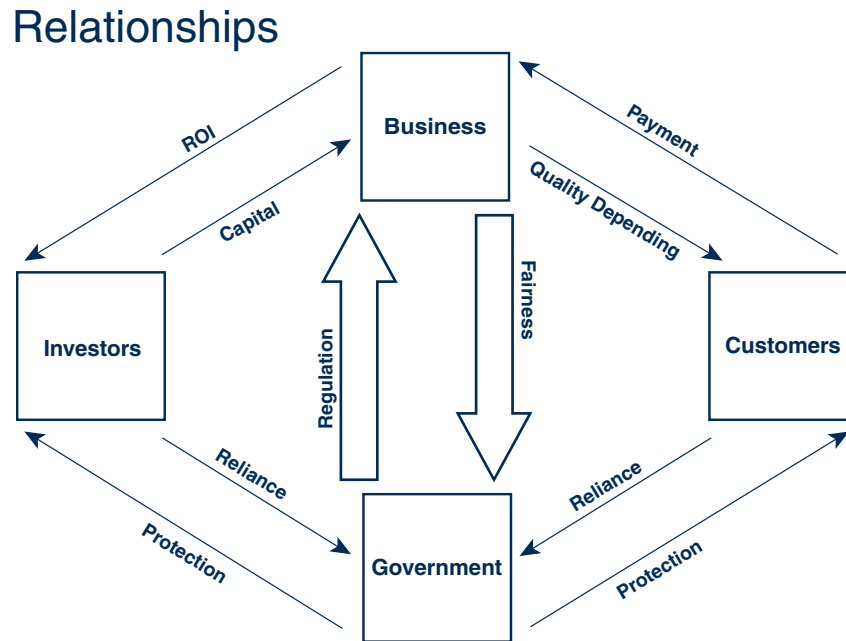 Relationships
Business
ROI
Payment
Capital
Quality Depending
Investors
Regulation
Fairness
Customers
Reliance
Reliance
Protection
Government
Protection